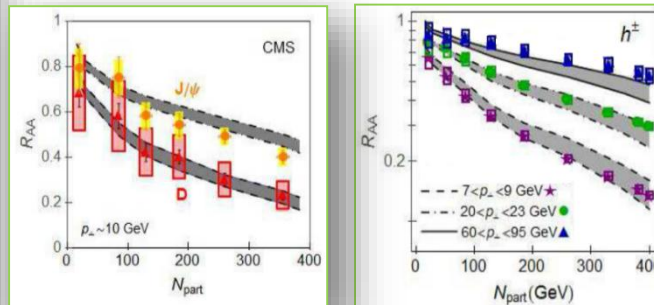 CMS
J/ψ
D
p⊥~10 GeV
R_AA
1
0.8
0.6
0.4
0.2
0
0 100 200 300 400
N_part
h±
R_AA
1
0.2
7<p⊥<9 GeV
20<p⊥<23 GeV
60<p⊥<95 GeV
0 100 200 300 400
N_part(GeV)